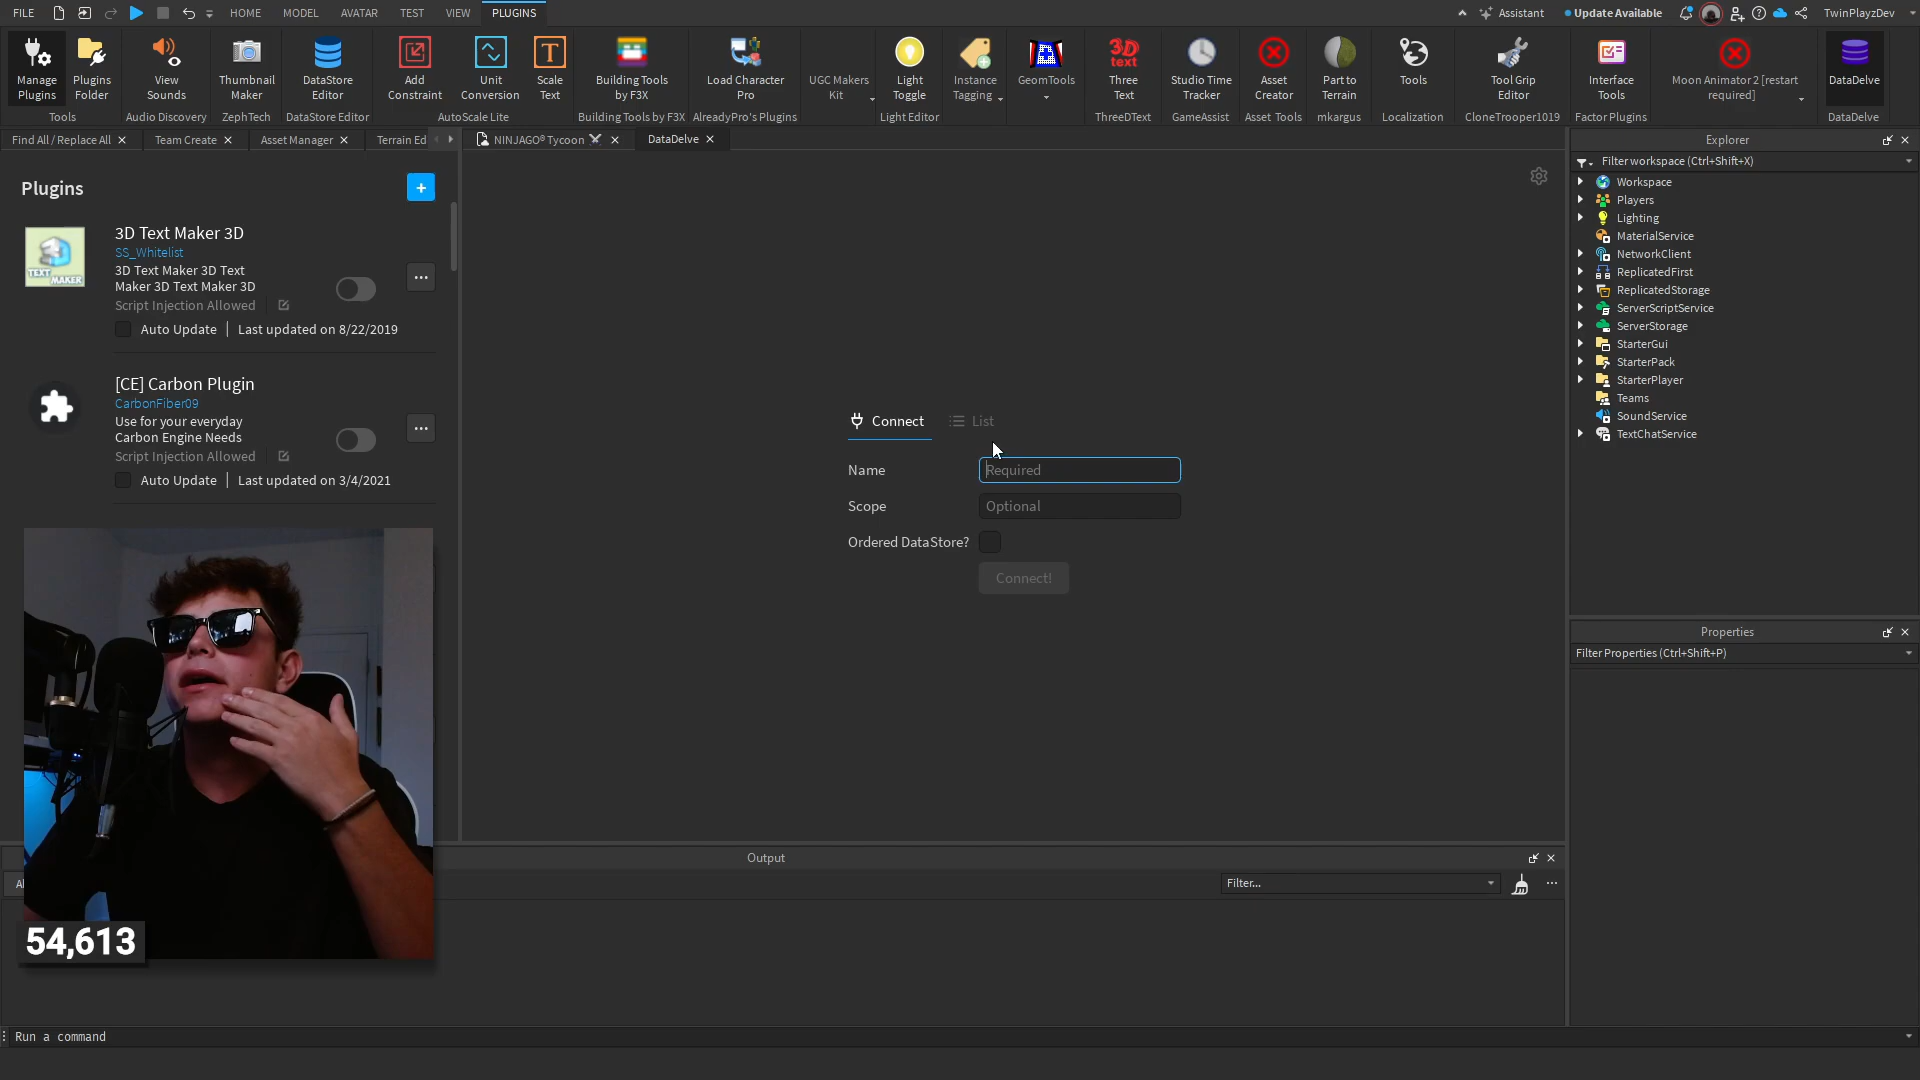 FILE HOME MODEL AVATAR TEST VIEW PLUGINS Assistant Update Available TwinPlayzDev
Manage Plugins
Plugins Folder
View Sounds
Thumbnail Maker
DataStore Editor
Add Constraint
Unit Conversion
Scale Text
Building Tools by F3X
Load Character Pro
UGC Makers Kit
Light Toggle
Instance Tagging
GeomTools
Three Text
Studio Time Tracker
Asset Creator
Part to Terrain
Tools
Tool Grip Editor
Interface Tools
Moon Animator 2 [restart required]
DataDelve
Tools Audio Discovery ZephTech DataStore Editor AutoScale Lite Building Tools by F3X AlreadyPro's Plugins Light Editor ThreeDText GameAssist Asset Tools mkargus Localization CloneTrooper1019 Factor Plugins DataDelve
Find All / Replace All Team Create Asset Manager Terrain Ed NINJAGO® Tycoon DataDelve
Plugins
+
3D Text Maker 3D
SS_Whitelist
3D Text Maker 3D Text
Maker 3D Text Maker 3D
Script Injection Allowed
Auto Update | Last updated on 8/22/2019
TEXT
MAKER
[CE] Carbon Plugin
CarbonFiber09
Use for your everyday
Carbon Engine Needs
Script Injection Allowed
Auto Update | Last updated on 3/4/2021
54,613
Connect List
Name Required
Scope Optional
Ordered DataStore?
Connect!
Output
Filter...
Run a command
Explorer
Filter workspace (Ctrl+Shift+X)
Workspace
Players
Lighting
MaterialService
NetworkClient
ReplicatedFirst
ReplicatedStorage
ServerScriptService
ServerStorage
StarterGui
StarterPack
StarterPlayer
Teams
SoundService
TextChatService
Properties
Filter Properties (Ctrl+Shift+P)